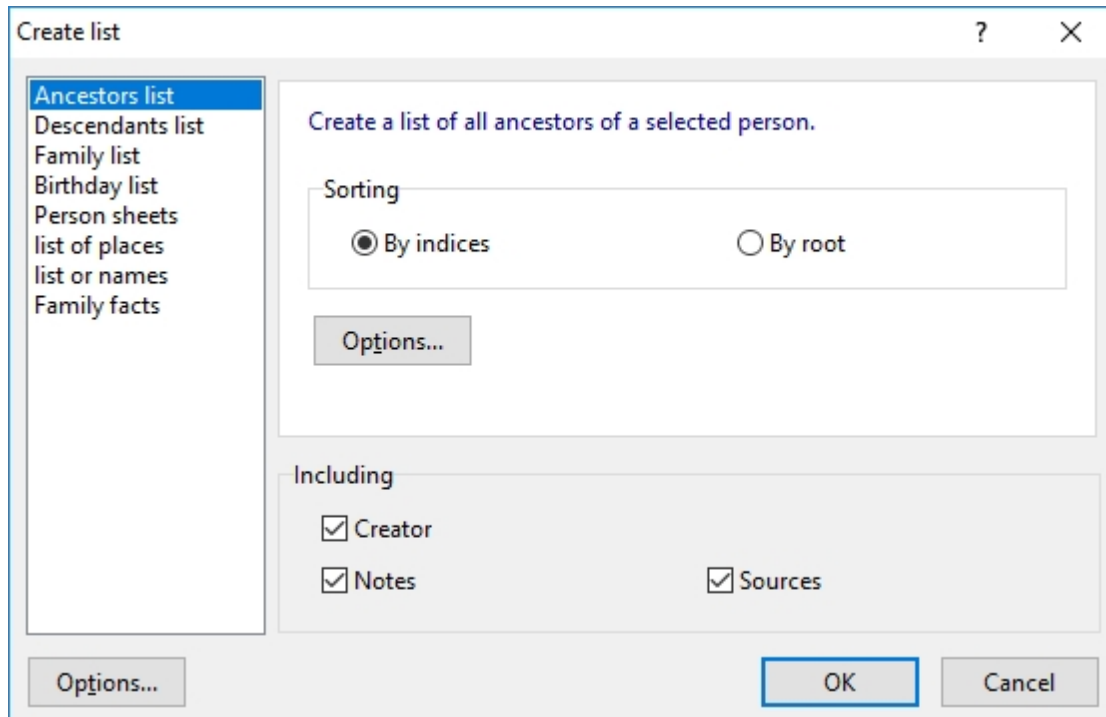 Create list
?
Ancestors list
Descendants list
Family list
Birthday list
Person sheets
list of places
list or names
Family facts
Create a list of all ancestors of a selected person.
Sorting
By indices
By root
Options...
Including
Creator
Notes
Sources
Options...
OK
Cancel